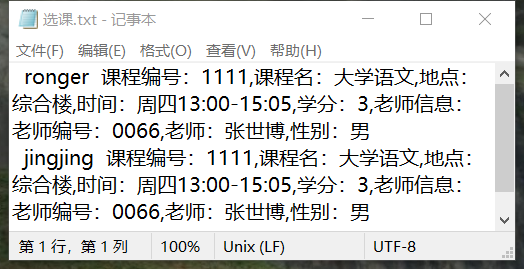 选课.txt - 记事本
文件(F) 编辑(E) 格式(O) 查看(V) 帮助(H)
ronger 课程编号：1111,课程名：大学语文,地点：
综合楼,时间：周四13:00-15:05,学分：3,老师信息：
老师编号：0066,老师：张世博,性别：男
jingjing 课程编号：1111,课程名：大学语文,地点：
综合楼,时间：周四13:00-15:05,学分：3,老师信息：
老师编号：0066,老师：张世博,性别：男
第 1 行，第 1 列 100% Unix (LF) UTF-8